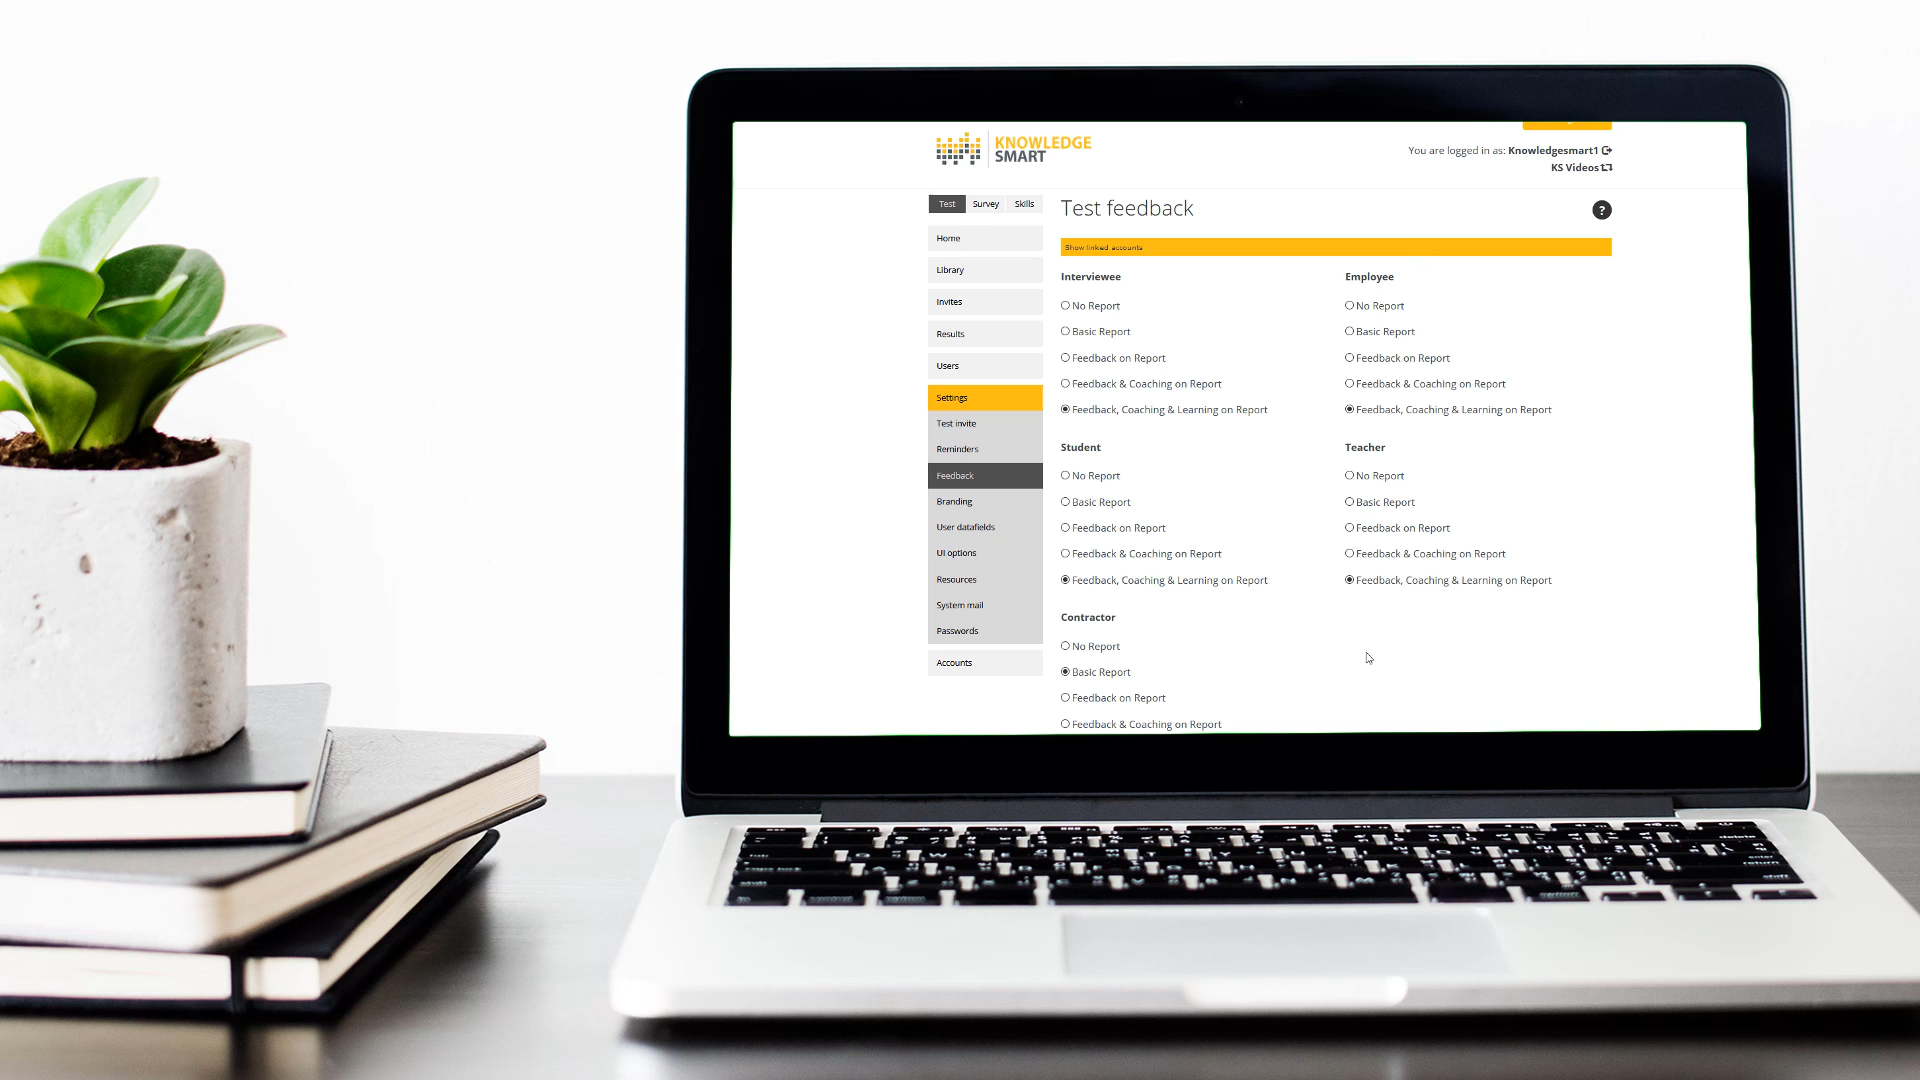 KNOWLEDGE
SMART
You are logged in as: Knowledgesmart1
KS Videos
Test Survey Skills
Home
Library
Invites
Results
Users
Settings
Test invite
Reminders
Feedback
Branding
User datafields
UI options
Resources
System mail
Passwords
Accounts
Test feedback
?
Show linked accounts
Interviewee
No Report
Basic Report
Feedback on Report
Feedback & Coaching on Report
Feedback, Coaching & Learning on Report
Employee
No Report
Basic Report
Feedback on Report
Feedback & Coaching on Report
Feedback, Coaching & Learning on Report
Student
No Report
Basic Report
Feedback on Report
Feedback & Coaching on Report
Feedback, Coaching & Learning on Report
Teacher
No Report
Basic Report
Feedback on Report
Feedback & Coaching on Report
Feedback, Coaching & Learning on Report
Contractor
No Report
Basic Report
Feedback on Report
Feedback & Coaching on Report